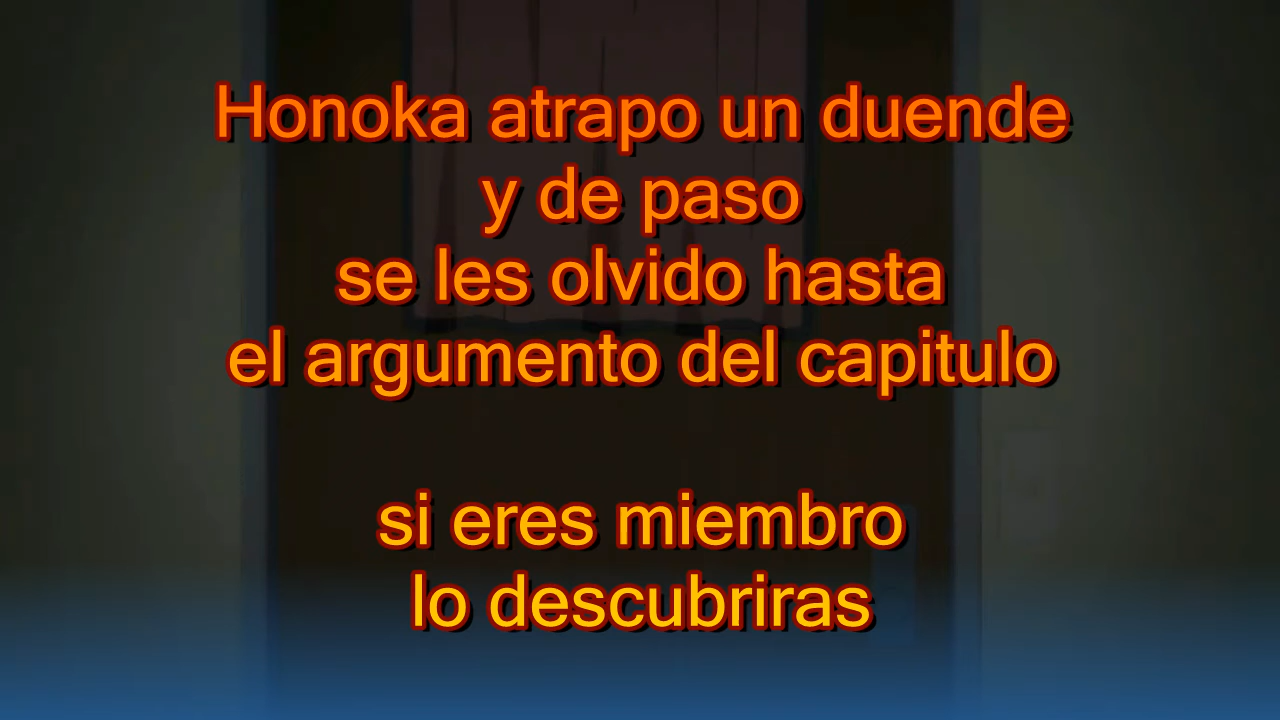 Honoka atrapo un duende
y de paso
se les olvido hasta
el argumento del capitulo
si eres miembro
lo descubriras